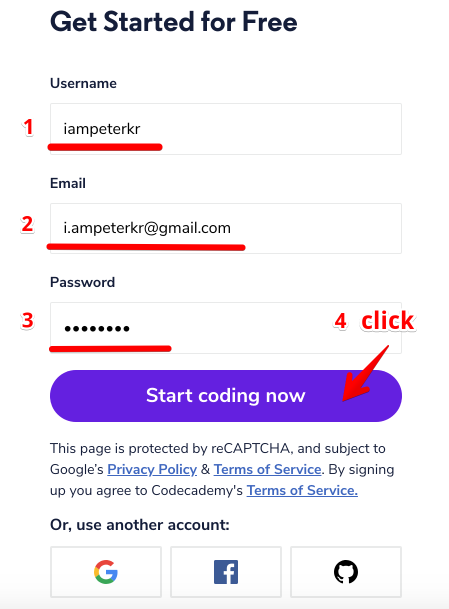 Get Started for Free
Username
1 iampeterkr
Email
2 i.ampeterkr@gmail.com
Password
3 •••••••• 4 click
Start coding now
This page is protected by reCAPTCHA, and subject to
Google's Privacy Policy & Terms of Service. By signing
up you agree to Codecademy's Terms of Service.
Or, use another account: